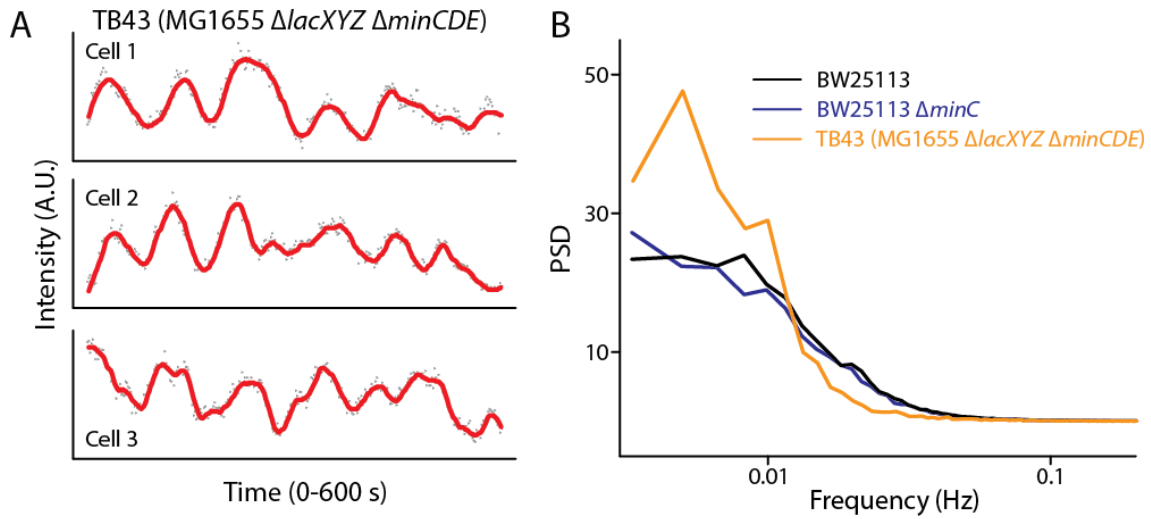 A
TB43 (MG1655 ΔlacXYZ ΔminCDE)
Cell 1
Cell 2
Cell 3
Intensity (A.U.)
Time (0-600 s)
B
BW25113
BW25113 ΔminC
TB43 (MG1655 ΔlacXYZ ΔminCDE)
50
30
10
PSD
0.01
0.1
Frequency (Hz)